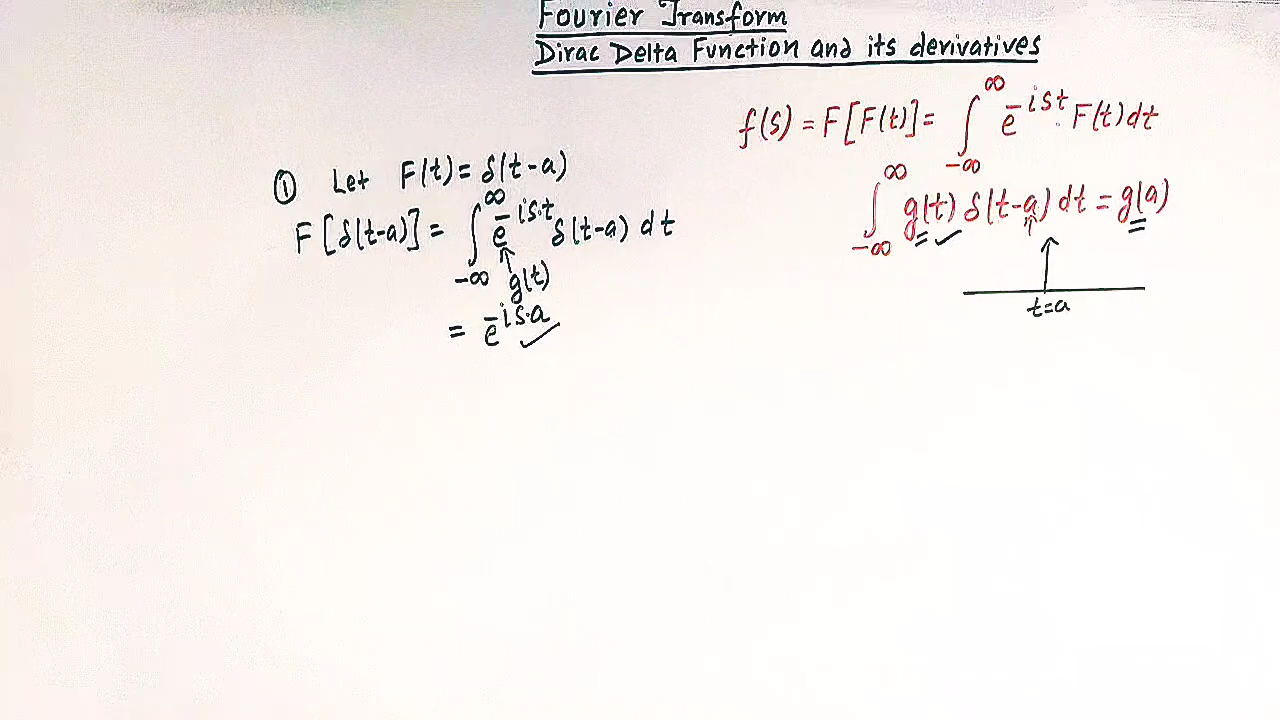 Fourier Transform
Dirac Delta Function and its derivatives
f(s) = F[F(t)] = ∫_{-∞}^{∞} e^{-ist} F(t) dt
① Let F(t) = δ(t-a)
∫_{-∞}^{∞} g(t) δ(t-a) dt = g(a)
F[δ(t-a)] = ∫_{-∞}^{∞} e^{-is·t} δ(t-a) dt
g(t)
= e^{-is·a}
t=a